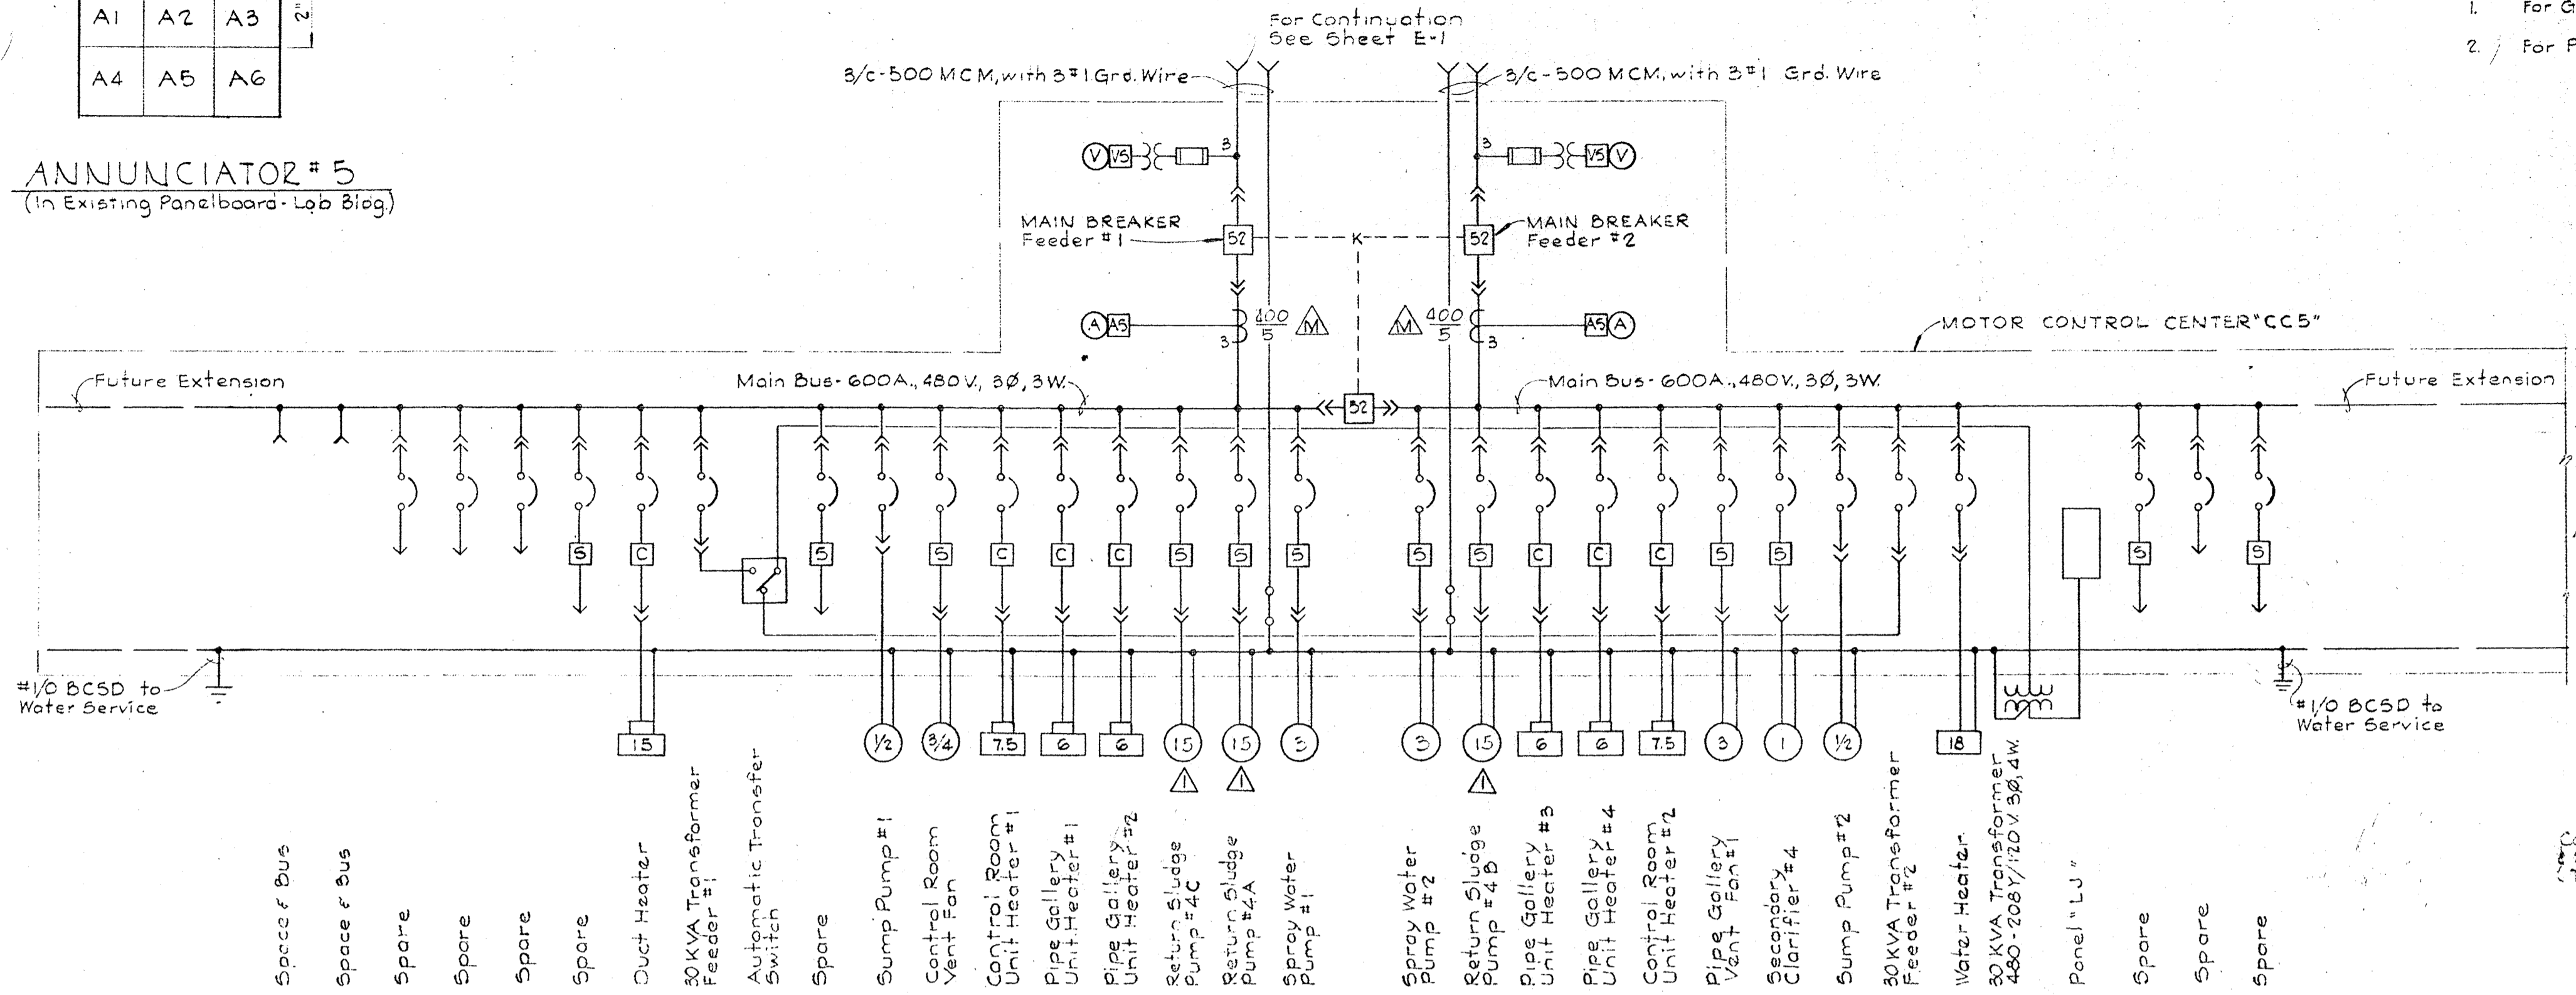 A1 A2 A3
2"
A4 A5 A6
ANNUNCIATOR # 5
(In Existing Panelboard - Lab Bldg.)
For Continuation
See Sheet E-1
3/c-500 MCM, with 3#1 Grd. Wire
3/c-500 MCM, with 3#1 Grd. Wire
1. For G
2. For F
V VS 3
3 VS V
MAIN BREAKER
Feeder #1
52
K
52
MAIN BREAKER
Feeder #2
A AS 3 400/5 M
M 400/5 3 AS A
MOTOR CONTROL CENTER "CC5"
Future Extension
Main Bus - 600A., 480V., 3Ø, 3W.
52
Main Bus - 600A., 480V., 3Ø, 3W.
Future Extension
S C S S C C C S S S S S C C C S S S S
#1/0 BCSD to
Water Service
#1/0 BCSD to
Water Service
15 1/2 3/4 7.5 6 6 15 15 3 3 15 6 6 7.5 3 1 1/2 18
1 1 1
Space & Bus
Space & Bus
Spare
Spare
Spare
Spare
Duct Heater
30 KVA Transformer
Feeder #1
Automatic Transfer
Switch
Spare
Sump Pump #1
Control Room
Vent Fan
Control Room
Unit Heater #1
Pipe Gallery
Unit Heater #1
Pipe Gallery
Unit Heater #2
Return Sludge
Pump #4C
Return Sludge
Pump #4A
Spray Water
Pump #1
Spray Water
Pump #2
Return Sludge
Pump #4B
Pipe Gallery
Unit Heater #3
Pipe Gallery
Unit Heater #4
Control Room
Unit Heater #2
Pipe Gallery
Vent Fan #1
Secondary
Clarifier #4
Sump Pump #2
30 KVA Transformer
Feeder #2
Water Heater
30 KVA Transformer
480-208Y/120V. 3Ø, 4W.
Panel "LJ"
Spare
Spare
Spare